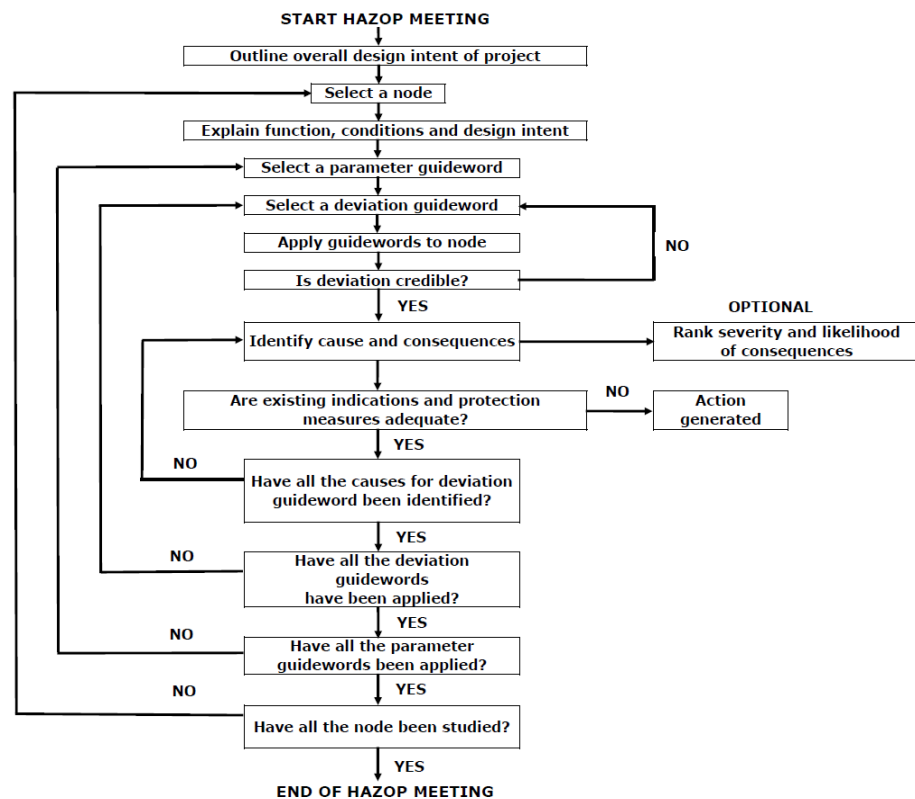 START HAZOP MEETING
Outline overall design intent of project
Select a node
Explain function, conditions and design intent
Select a parameter guideword
Select a deviation guideword
Apply guidewords to node
NO
Is deviation credible?
YES
OPTIONAL
Identify cause and consequences
Rank severity and likelihood
of consequences
Are existing indications and protection
measures adequate?
NO
Action
generated
YES
NO
Have all the causes for deviation
guideword been identified?
YES
NO
Have all the deviation
guidewords
have been applied?
YES
NO
Have all the parameter
guidewords been applied?
YES
NO
Have all the node been studied?
YES
END OF HAZOP MEETING